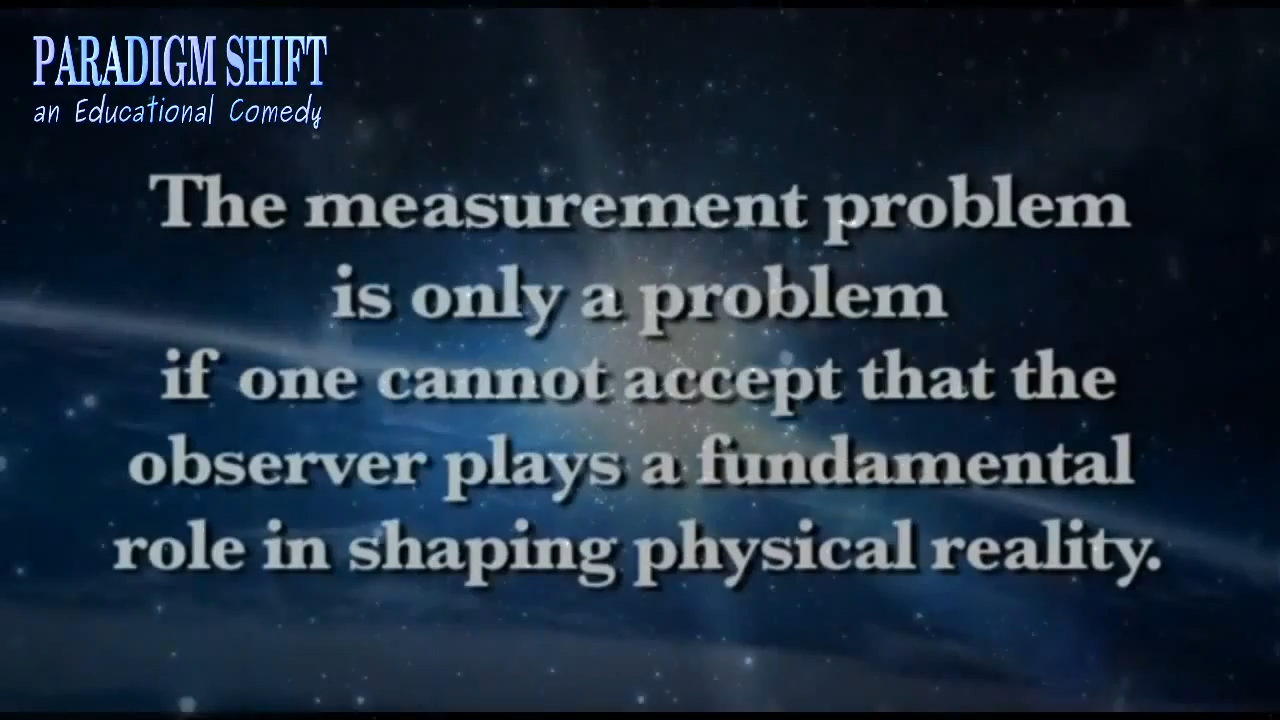 PARADIGM SHIFT
an Educational Comedy
The measurement problem
is only a problem
if one cannot accept that the
observer plays a fundamental
role in shaping physical reality.